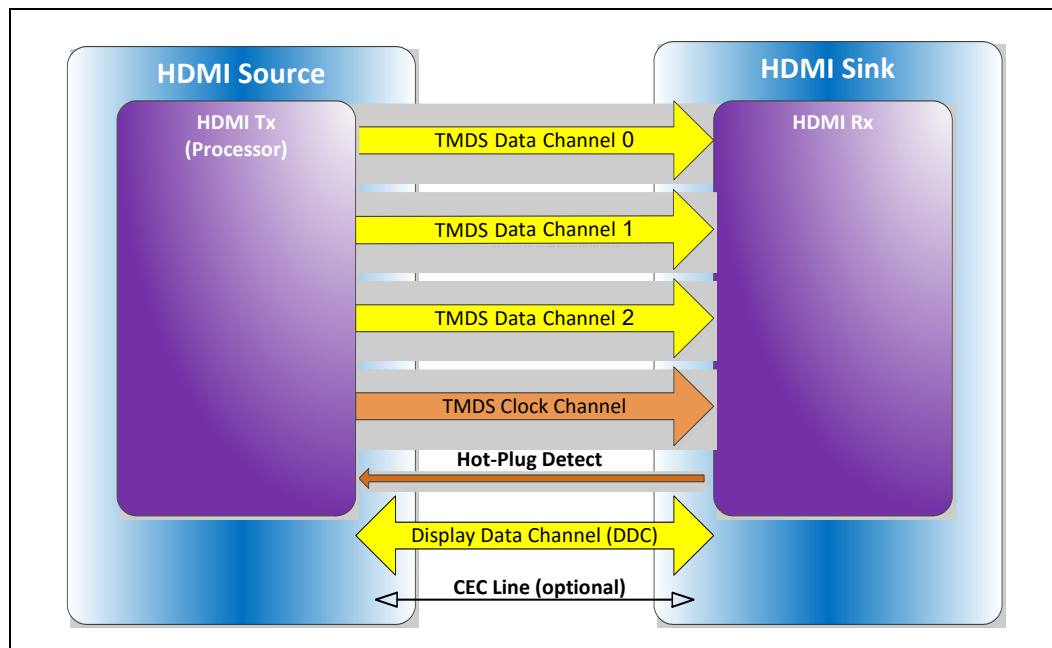 HDMI Source
HDMI Sink
HDMI Tx
(Processor)
HDMI Rx
TMDS Data Channel 0
TMDS Data Channel 1
TMDS Data Channel 2
TMDS Clock Channel
Hot-Plug Detect
Display Data Channel (DDC)
CEC Line (optional)